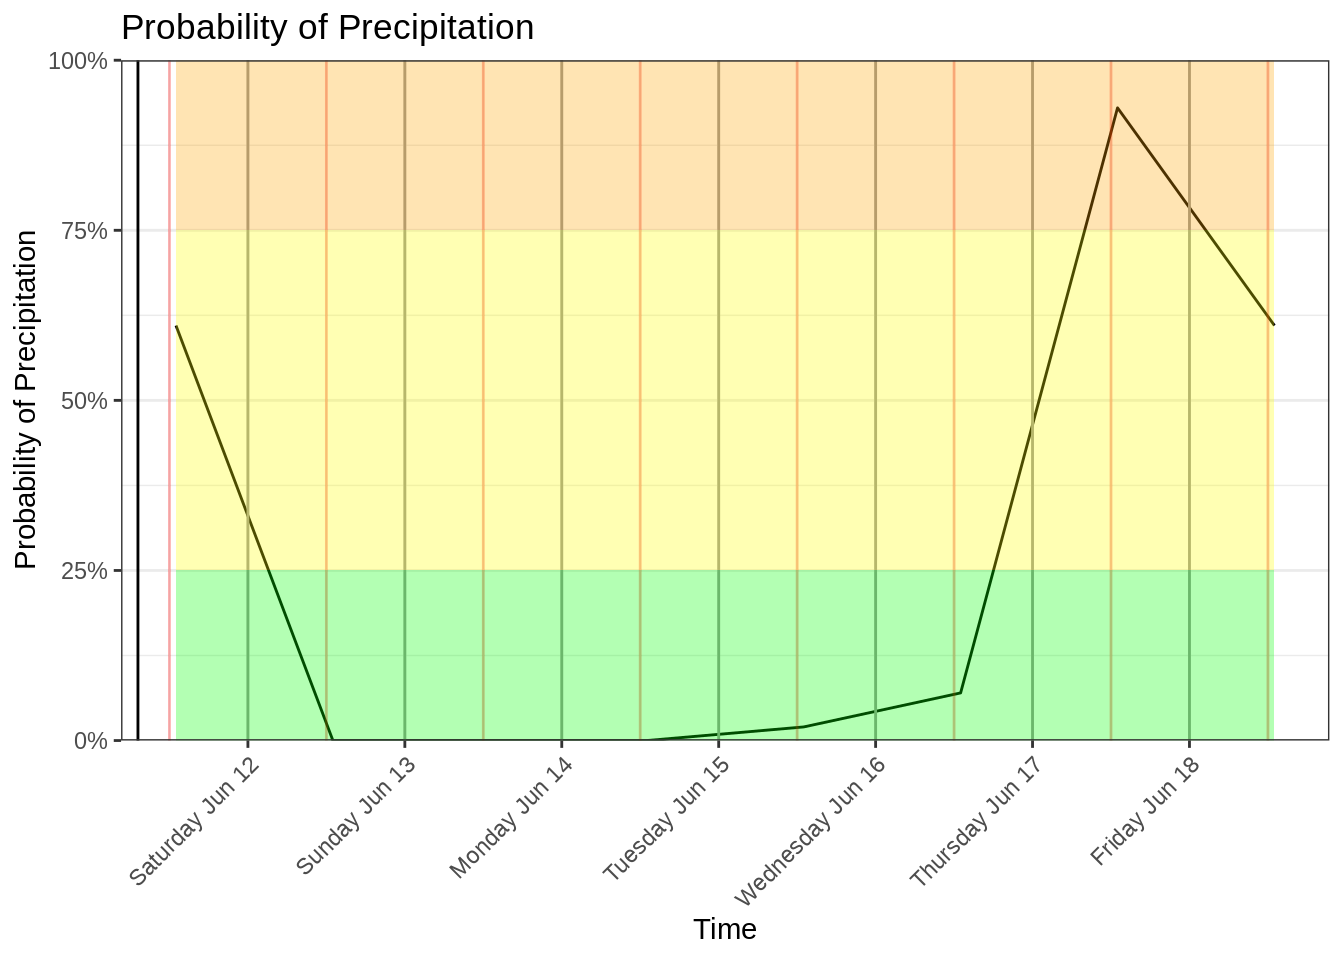 Probability of Precipitation
100%
75%
50%
25%
0%
Probability of Precipitation
Saturday Jun 12
Sunday Jun 13
Monday Jun 14
Tuesday Jun 15
Wednesday Jun 16
Thursday Jun 17
Friday Jun 18
Time